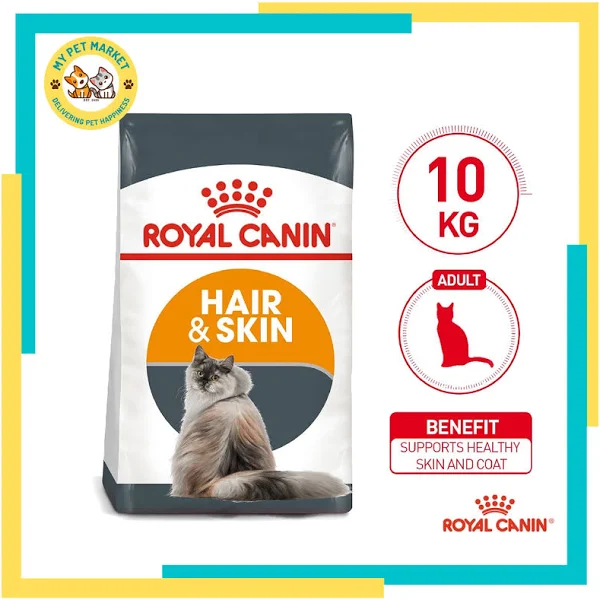 MY PET MARKET
DELIVERING PET HAPPINESS
ROYAL CANIN
HAIR
& SKIN
10
KG
ADULT
BENEFIT
SUPPORTS HEALTHY
SKIN AND COAT
ROYAL CANIN®